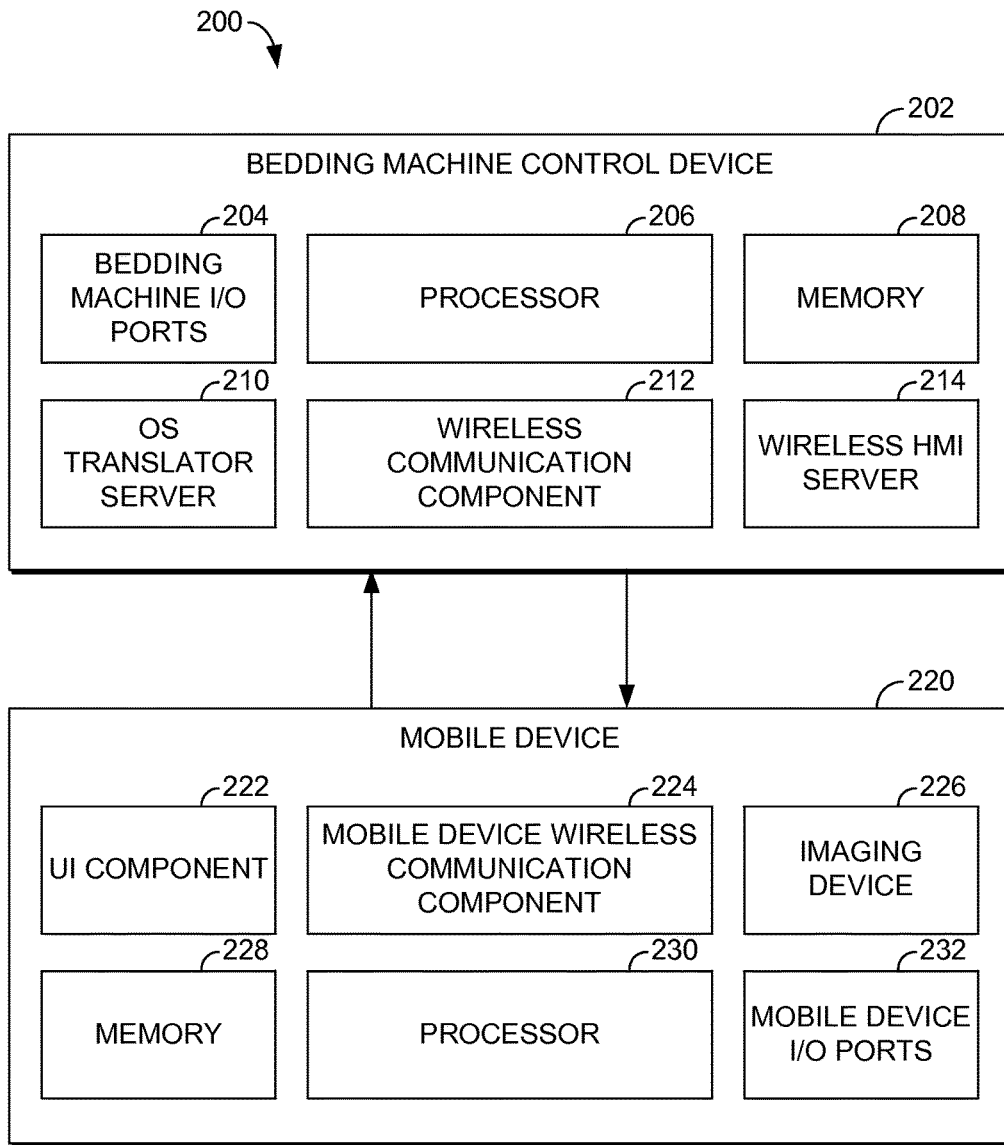 200
202
BEDDING MACHINE CONTROL DEVICE
204
206
208
BEDDING
MACHINE I/O
PORTS
PROCESSOR
MEMORY
210
212
214
OS
TRANSLATOR
SERVER
WIRELESS
COMMUNICATION
COMPONENT
WIRELESS HMI
SERVER
220
MOBILE DEVICE
222
224
226
UI COMPONENT
MOBILE DEVICE WIRELESS
COMMUNICATION
COMPONENT
IMAGING
DEVICE
228
230
232
MEMORY
PROCESSOR
MOBILE DEVICE
I/O PORTS